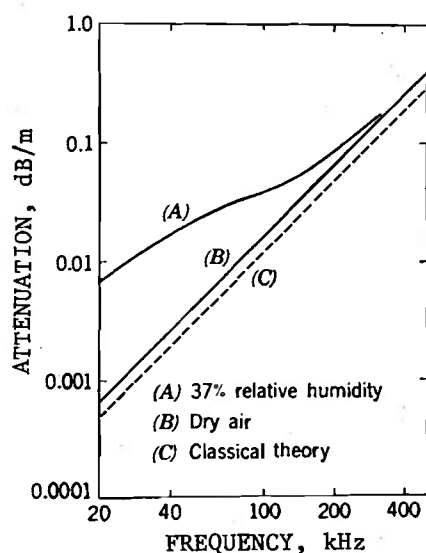 ATTENUATION, dB/m
1.0
0.1
0.01
0.001
0.0001
(A)
(B)
(C)
(A) 37% relative humidity
(B) Dry air
(C) Classical theory
20 40 100 200 400
FREQUENCY, kHz